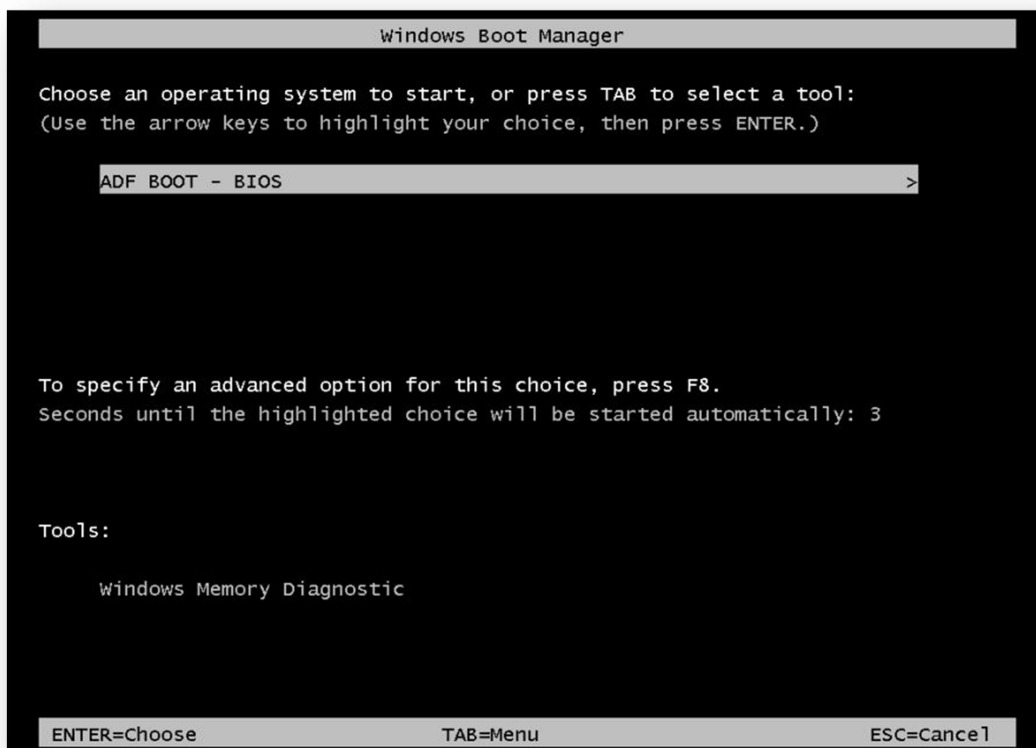 Windows Boot Manager
Choose an operating system to start, or press TAB to select a tool:
(Use the arrow keys to highlight your choice, then press ENTER.)
ADF BOOT - BIOS >
To specify an advanced option for this choice, press F8.
Seconds until the highlighted choice will be started automatically: 3
Tools:
Windows Memory Diagnostic
ENTER=Choose TAB=Menu ESC=Cancel